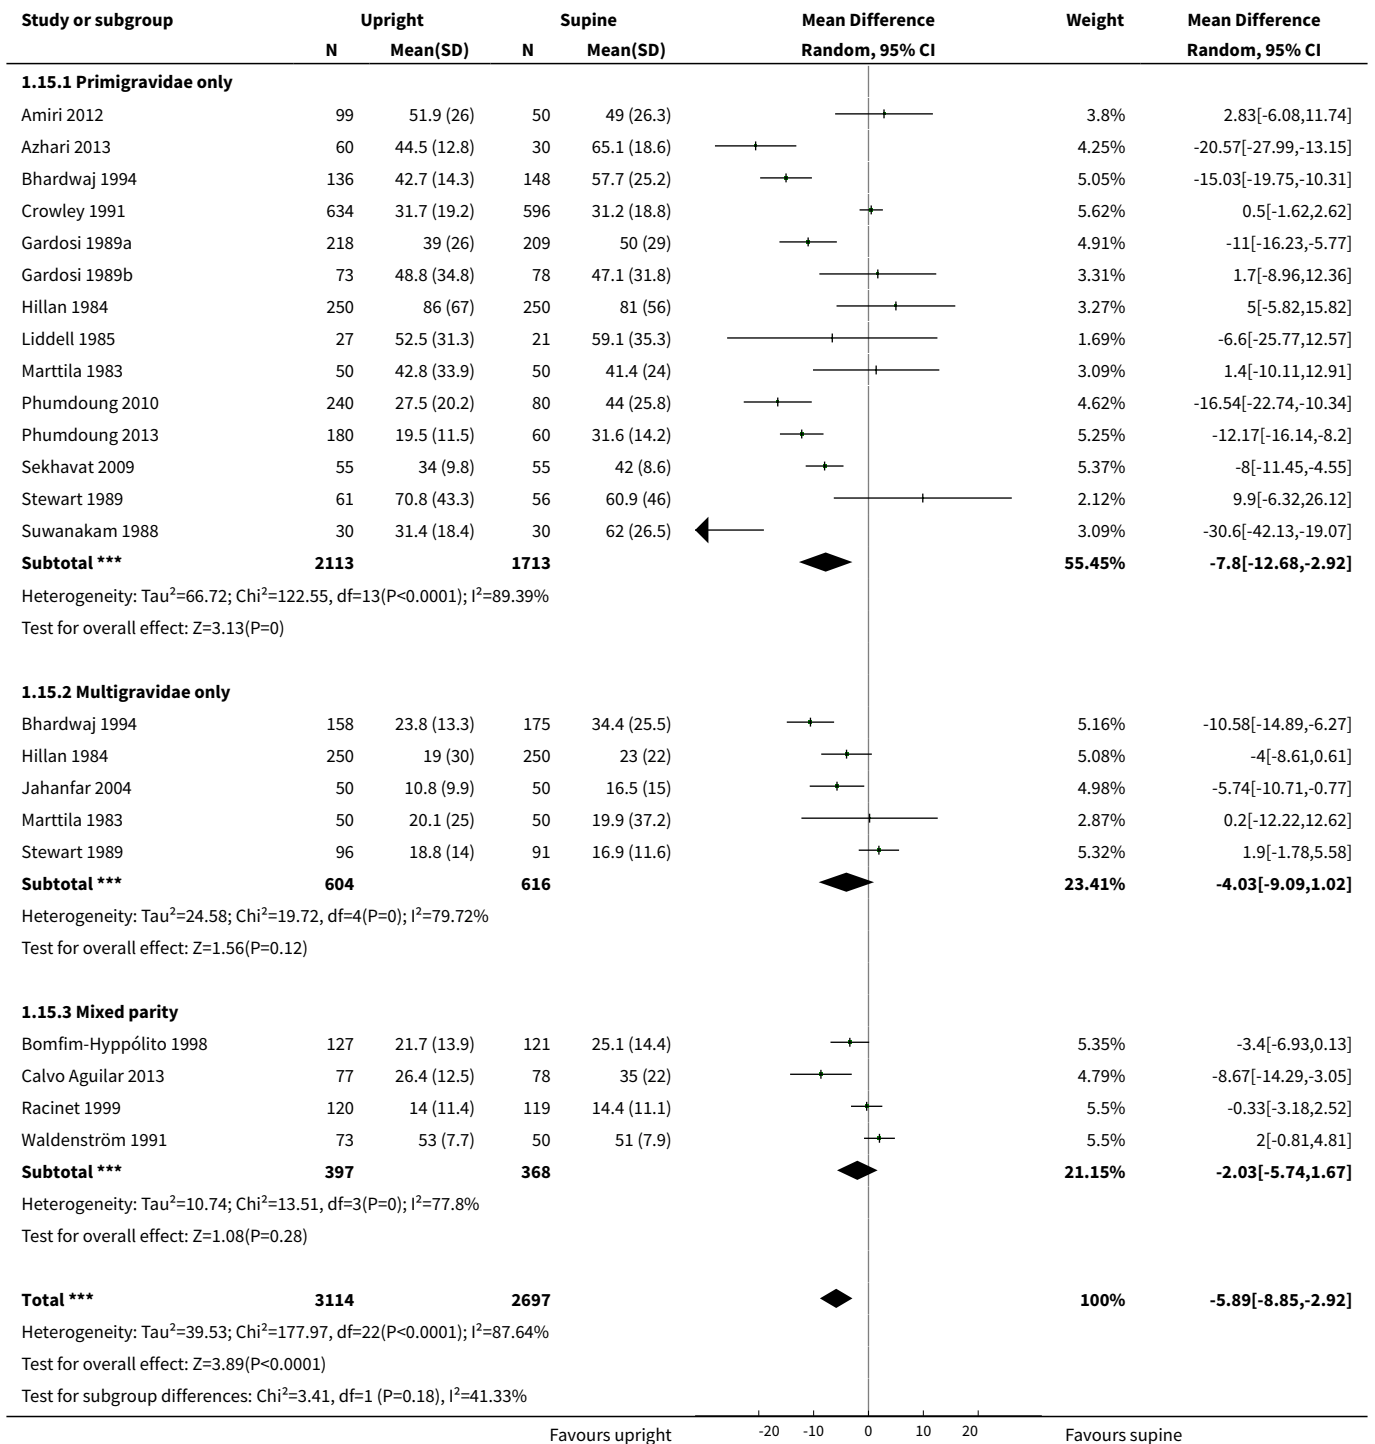 Study or subgroup Upright Supine Mean Difference Weight Mean Difference
N Mean(SD) N Mean(SD) Random, 95% CI Random, 95% CI
1.15.1 Primigravidae only
Amiri 2012 99 51.9 (26) 50 49 (26.3) 3.8% 2.83[-6.08,11.74]
Azhari 2013 60 44.5 (12.8) 30 65.1 (18.6) 4.25% -20.57[-27.99,-13.15]
Bhardwaj 1994 136 42.7 (14.3) 148 57.7 (25.2) 5.05% -15.03[-19.75,-10.31]
Crowley 1991 634 31.7 (19.2) 596 31.2 (18.8) 5.62% 0.5[-1.62,2.62]
Gardosi 1989a 218 39 (26) 209 50 (29) 4.91% -11[-16.23,-5.77]
Gardosi 1989b 73 48.8 (34.8) 78 47.1 (31.8) 3.31% 1.7[-8.96,12.36]
Hillan 1984 250 86 (67) 250 81 (56) 3.27% 5[-5.82,15.82]
Liddell 1985 27 52.5 (31.3) 21 59.1 (35.3) 1.69% -6.6[-25.77,12.57]
Marttila 1983 50 42.8 (33.9) 50 41.4 (24) 3.09% 1.4[-10.11,12.91]
Phumdoung 2010 240 27.5 (20.2) 80 44 (25.8) 4.62% -16.54[-22.74,-10.34]
Phumdoung 2013 180 19.5 (11.5) 60 31.6 (14.2) 5.25% -12.17[-16.14,-8.2]
Sekhavat 2009 55 34 (9.8) 55 42 (8.6) 5.37% -8[-11.45,-4.55]
Stewart 1989 61 70.8 (43.3) 56 60.9 (46) 2.12% 9.9[-6.32,26.12]
Suwanakam 1988 30 31.4 (18.4) 30 62 (26.5) 3.09% -30.6[-42.13,-19.07]
Subtotal *** 2113 1713 55.45% -7.8[-12.68,-2.92]
Heterogeneity: Tau²=66.72; Chi²=122.55, df=13(P<0.0001); I²=89.39%
Test for overall effect: Z=3.13(P=0)
1.15.2 Multigravidae only
Bhardwaj 1994 158 23.8 (13.3) 175 34.4 (25.5) 5.16% -10.58[-14.89,-6.27]
Hillan 1984 250 19 (30) 250 23 (22) 5.08% -4[-8.61,0.61]
Jahanfar 2004 50 10.8 (9.9) 50 16.5 (15) 4.98% -5.74[-10.71,-0.77]
Marttila 1983 50 20.1 (25) 50 19.9 (37.2) 2.87% 0.2[-12.22,12.62]
Stewart 1989 96 18.8 (14) 91 16.9 (11.6) 5.32% 1.9[-1.78,5.58]
Subtotal *** 604 616 23.41% -4.03[-9.09,1.02]
Heterogeneity: Tau²=24.58; Chi²=19.72, df=4(P=0); I²=79.72%
Test for overall effect: Z=1.56(P=0.12)
1.15.3 Mixed parity
Bomfim-Hyppólito 1998 127 21.7 (13.9) 121 25.1 (14.4) 5.35% -3.4[-6.93,0.13]
Calvo Aguilar 2013 77 26.4 (12.5) 78 35 (22) 4.79% -8.67[-14.29,-3.05]
Racinet 1999 120 14 (11.4) 119 14.4 (11.1) 5.5% -0.33[-3.18,2.52]
Waldenström 1991 73 53 (7.7) 50 51 (7.9) 5.5% 2[-0.81,4.81]
Subtotal *** 397 368 21.15% -2.03[-5.74,1.67]
Heterogeneity: Tau²=10.74; Chi²=13.51, df=3(P=0); I²=77.8%
Test for overall effect: Z=1.08(P=0.28)
Total *** 3114 2697 100% -5.89[-8.85,-2.92]
Heterogeneity: Tau²=39.53; Chi²=177.97, df=22(P<0.0001); I²=87.64%
Test for overall effect: Z=3.89(P<0.0001)
Test for subgroup differences: Chi²=3.41, df=1 (P=0.18), I²=41.33%
Favours upright -20 -10 0 10 20 Favours supine